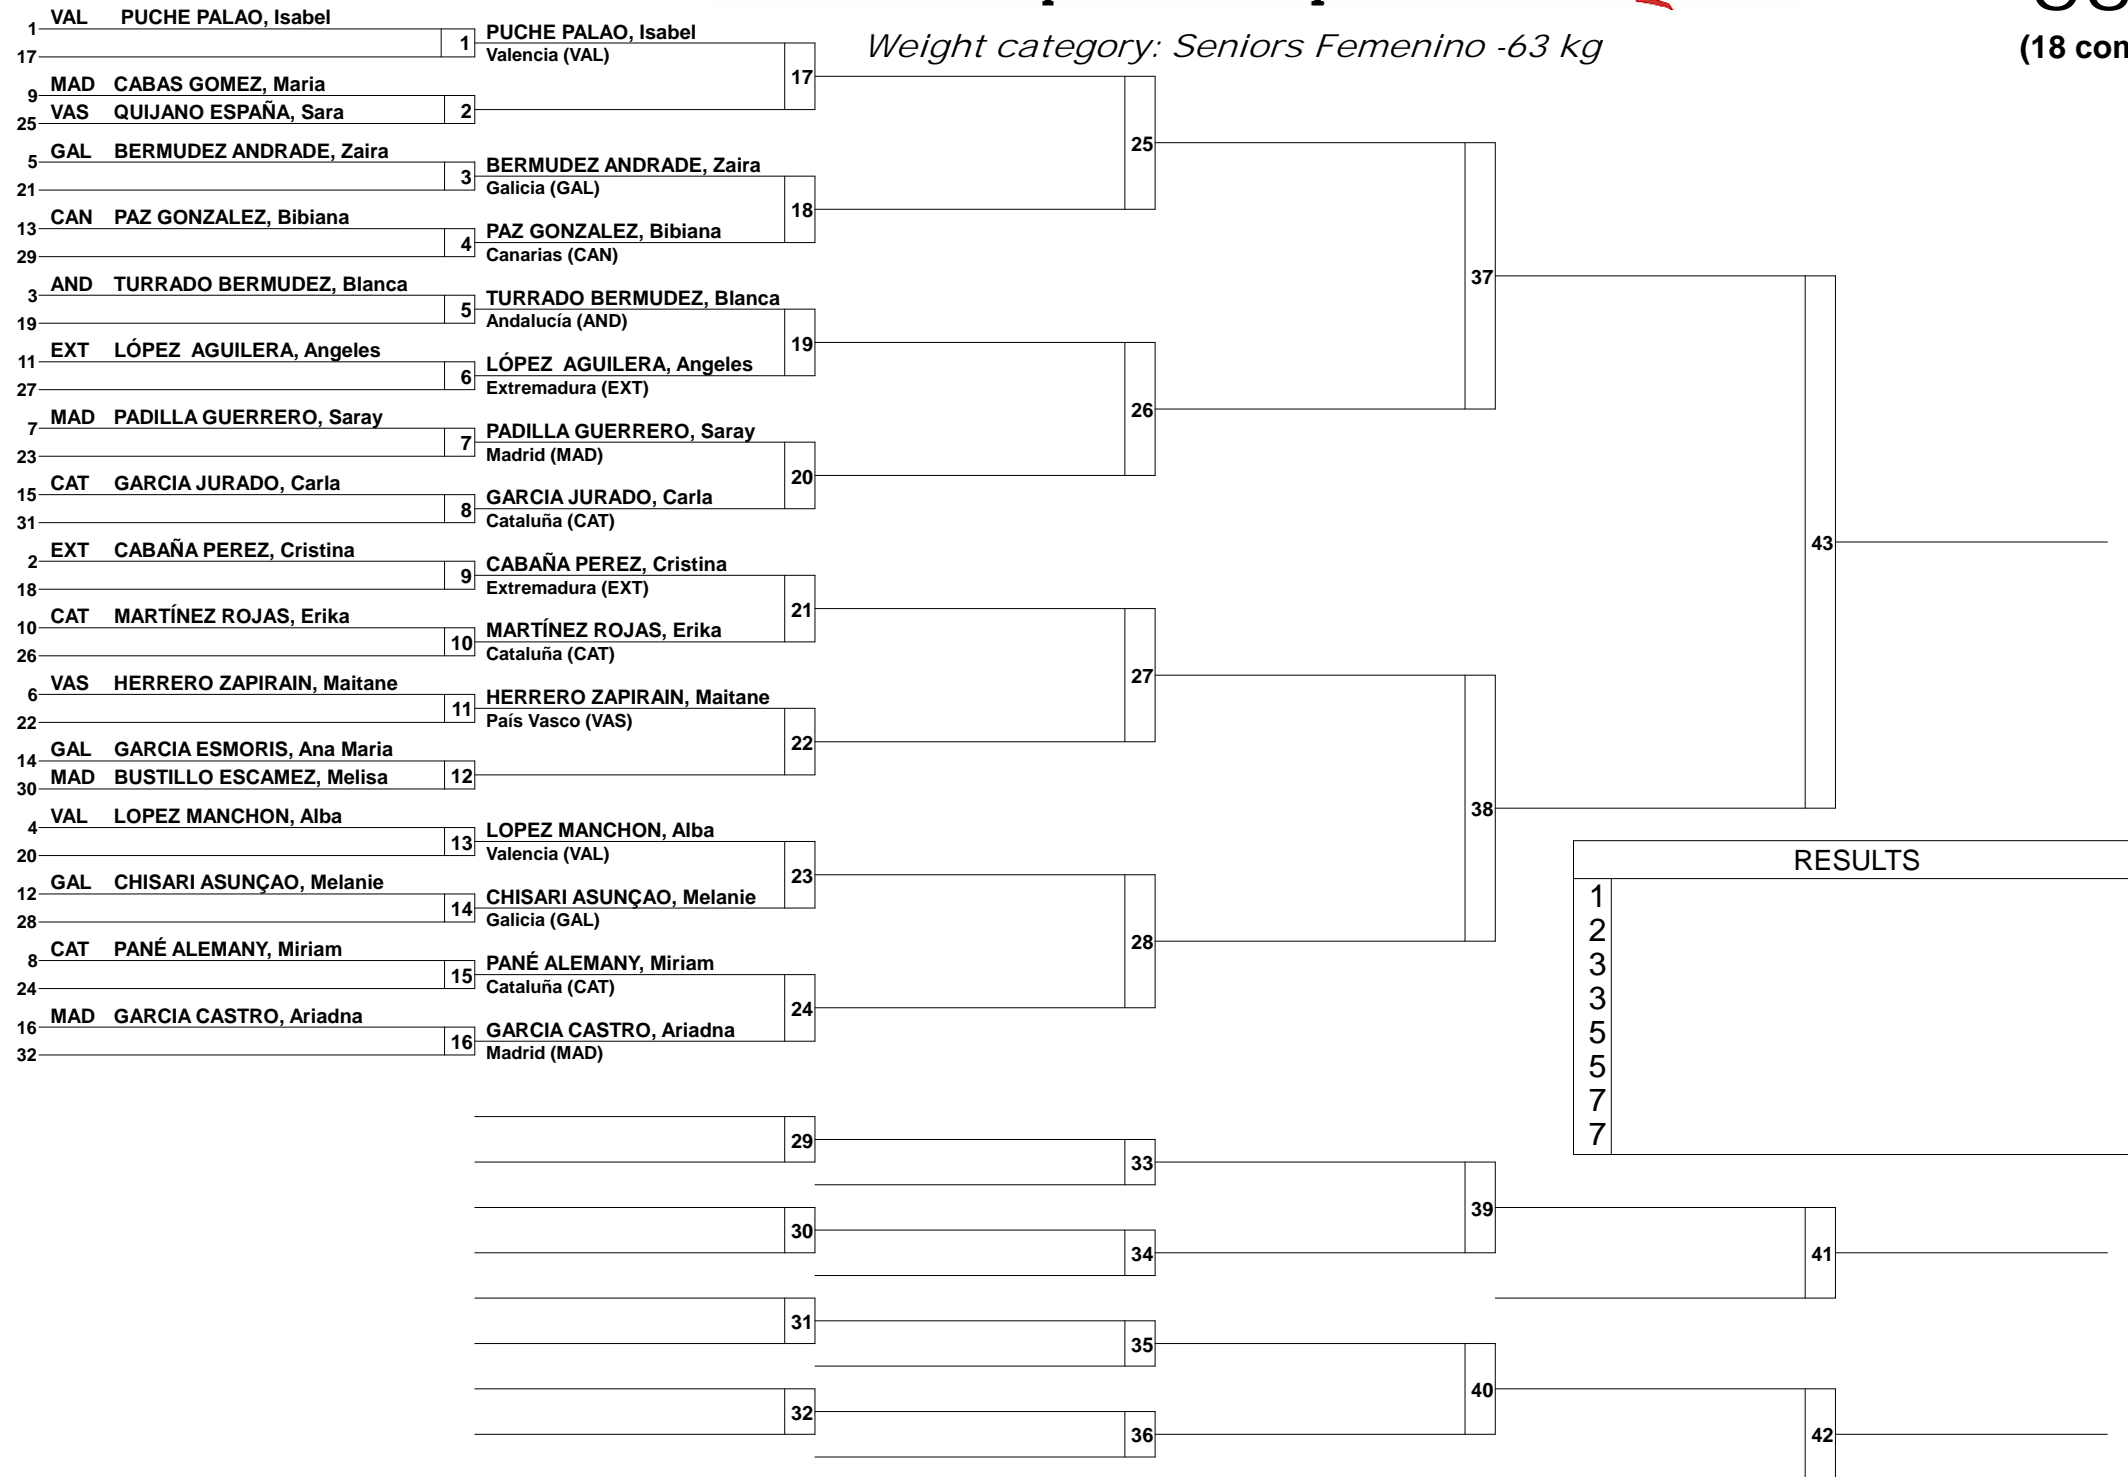 Weight category: Seniors Femenino -63 kg
(18 con
1 VAL PUCHE PALAO, Isabel
17
1 PUCHE PALAO, Isabel
Valencia (VAL)
9 MAD CABAS GOMEZ, Maria
25 VAS QUIJANO ESPAÑA, Sara
2
17
5 GAL BERMUDEZ ANDRADE, Zaira
21
3 BERMUDEZ ANDRADE, Zaira
Galicia (GAL)
13 CAN PAZ GONZALEZ, Bibiana
29
4 PAZ GONZALEZ, Bibiana
Canarias (CAN)
18
25
3 AND TURRADO BERMUDEZ, Blanca
19
5 TURRADO BERMUDEZ, Blanca
Andalucía (AND)
11 EXT LÓPEZ AGUILERA, Angeles
27
6 LÓPEZ AGUILERA, Angeles
Extremadura (EXT)
19
7 MAD PADILLA GUERRERO, Saray
23
7 PADILLA GUERRERO, Saray
Madrid (MAD)
15 CAT GARCIA JURADO, Carla
31
8 GARCIA JURADO, Carla
Cataluña (CAT)
20
26
37
2 EXT CABAÑA PEREZ, Cristina
18
9 CABAÑA PEREZ, Cristina
Extremadura (EXT)
10 CAT MARTÍNEZ ROJAS, Erika
26
10 MARTÍNEZ ROJAS, Erika
Cataluña (CAT)
21
6 VAS HERRERO ZAPIRAIN, Maitane
22
11 HERRERO ZAPIRAIN, Maitane
País Vasco (VAS)
14 GAL GARCIA ESMORIS, Ana Maria
30 MAD BUSTILLO ESCAMEZ, Melisa
12
22
27
4 VAL LOPEZ MANCHON, Alba
20
13 LOPEZ MANCHON, Alba
Valencia (VAL)
12 GAL CHISARI ASUNÇAO, Melanie
28
14 CHISARI ASUNÇAO, Melanie
Galicia (GAL)
23
8 CAT PANÉ ALEMANY, Miriam
24
15 PANÉ ALEMANY, Miriam
Cataluña (CAT)
16 MAD GARCIA CASTRO, Ariadna
32
16 GARCIA CASTRO, Ariadna
Madrid (MAD)
24
28
38
43
RESULTS
1
2
3
3
5
5
7
7
29
33
30
34
39
41
31
35
32
36
40
42